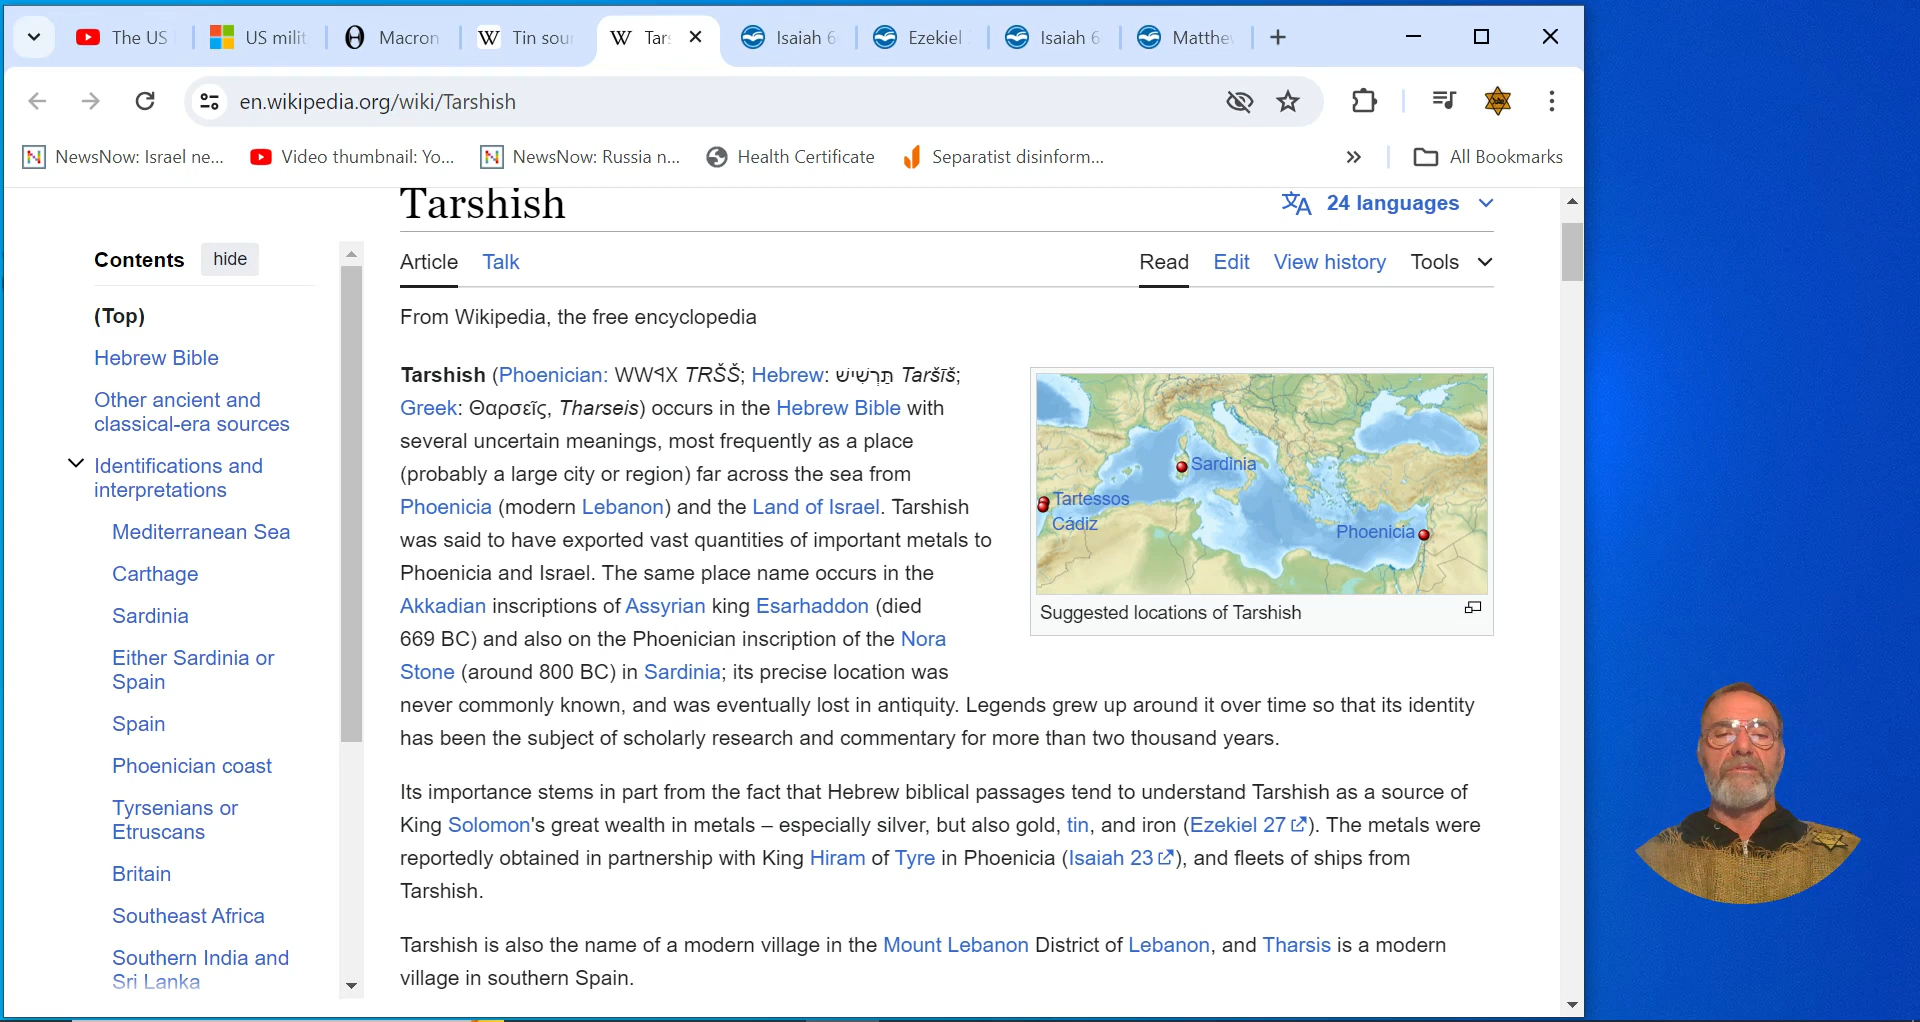 The US
US milit
Macron
Tin sour
Tars
Isaiah 6
Ezekiel
Isaiah 6
Matthew
en.wikipedia.org/wiki/Tarshish
NewsNow: Israel ne...
Video thumbnail: Yo...
NewsNow: Russia n...
Health Certificate
Separatist disinform...
All Bookmarks
Tarshish
24 languages
Contents
hide
Article
Talk
Read
Edit
View history
Tools
(Top)
Hebrew Bible
Other ancient and
classical-era sources
Identifications and
interpretations
Mediterranean Sea
Carthage
Sardinia
Either Sardinia or
Spain
Spain
Phoenician coast
Tyrsenians or
Etruscans
Britain
Southeast Africa
Southern India and
Sri Lanka
From Wikipedia, the free encyclopedia
Tarshish (Phoenician: 𐤕𐤓𐤔𐤔 TRŠŠ; Hebrew: תַּרְשִׁישׁ Taršīš;
Greek: Θαρσεῖς, Tharseis) occurs in the Hebrew Bible with
several uncertain meanings, most frequently as a place
(probably a large city or region) far across the sea from
Phoenicia (modern Lebanon) and the Land of Israel. Tarshish
was said to have exported vast quantities of important metals to
Phoenicia and Israel. The same place name occurs in the
Akkadian inscriptions of Assyrian king Esarhaddon (died
669 BC) and also on the Phoenician inscription of the Nora
Stone (around 800 BC) in Sardinia; its precise location was
never commonly known, and was eventually lost in antiquity. Legends grew up around it over time so that its identity
has been the subject of scholarly research and commentary for more than two thousand years.
Sardinia
Tartessos
Cádiz
Phoenicia
Suggested locations of Tarshish
Its importance stems in part from the fact that Hebrew biblical passages tend to understand Tarshish as a source of
King Solomon's great wealth in metals – especially silver, but also gold, tin, and iron (Ezekiel 27). The metals were
reportedly obtained in partnership with King Hiram of Tyre in Phoenicia (Isaiah 23), and fleets of ships from
Tarshish.
Tarshish is also the name of a modern village in the Mount Lebanon District of Lebanon, and Tharsis is a modern
village in southern Spain.